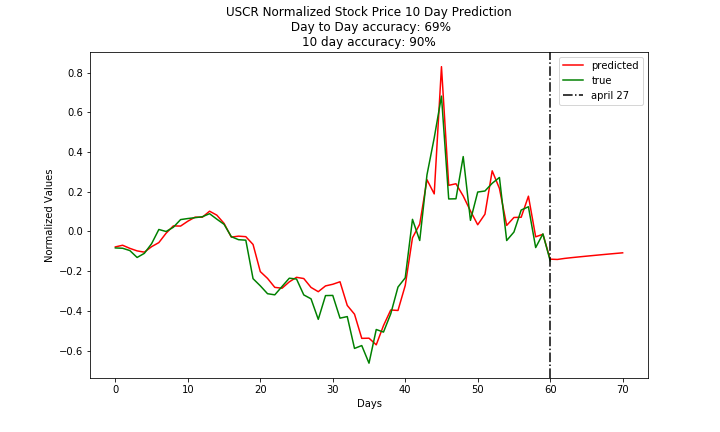 USCR Normalized Stock Price 10 Day Prediction
Day to Day accuracy: 69%
10 day accuracy: 90%
predicted
true
april 27
0.8
0.6
0.4
0.2
0.0
−0.2
−0.4
−0.6
Normalized Values
0 10 20 30 40 50 60 70
Days